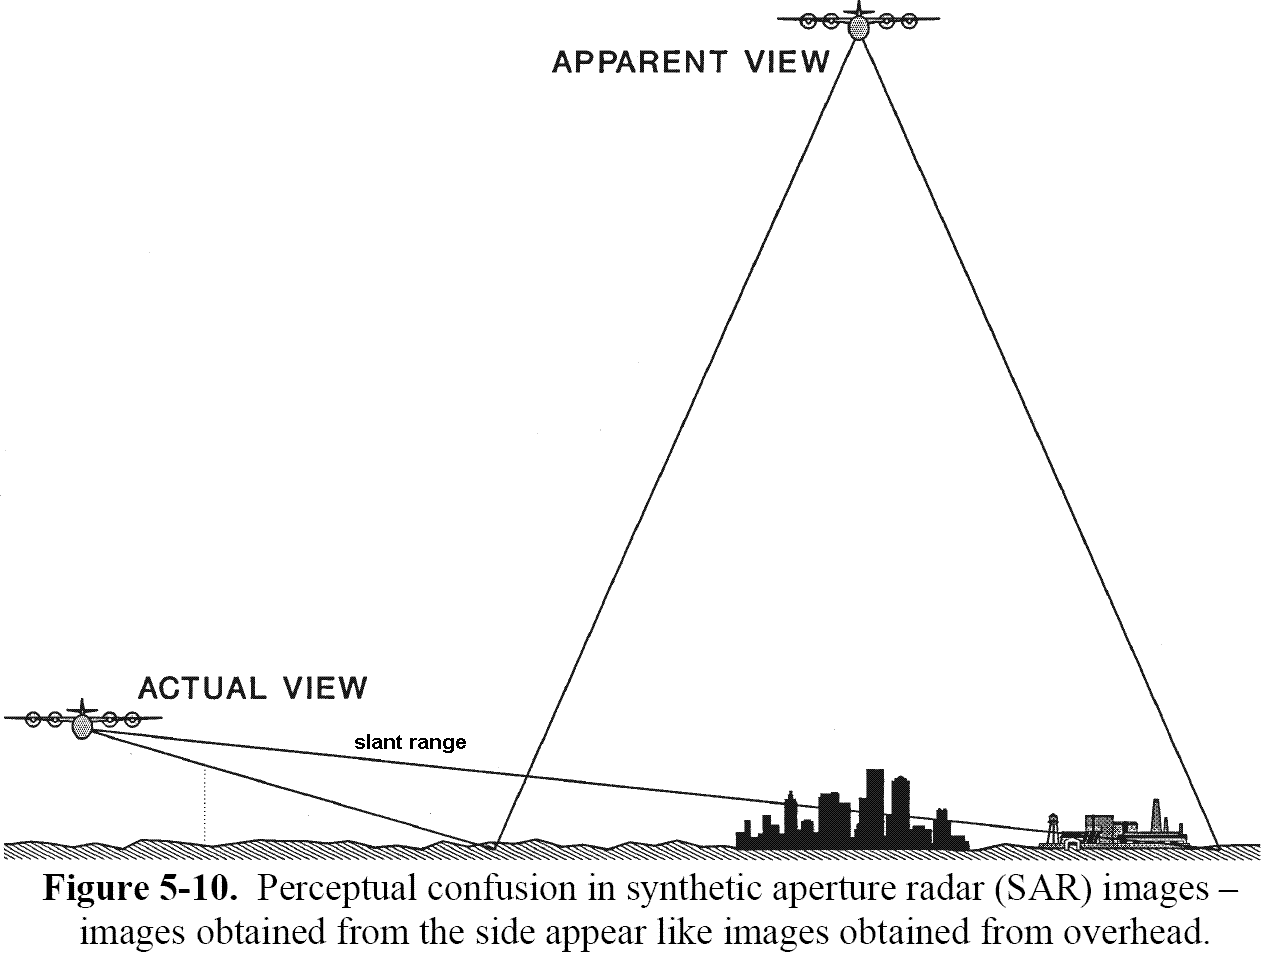 APPARENT VIEW
ACTUAL VIEW
slant range
Figure 5-10. Perceptual confusion in synthetic aperture radar (SAR) images –
images obtained from the side appear like images obtained from overhead.